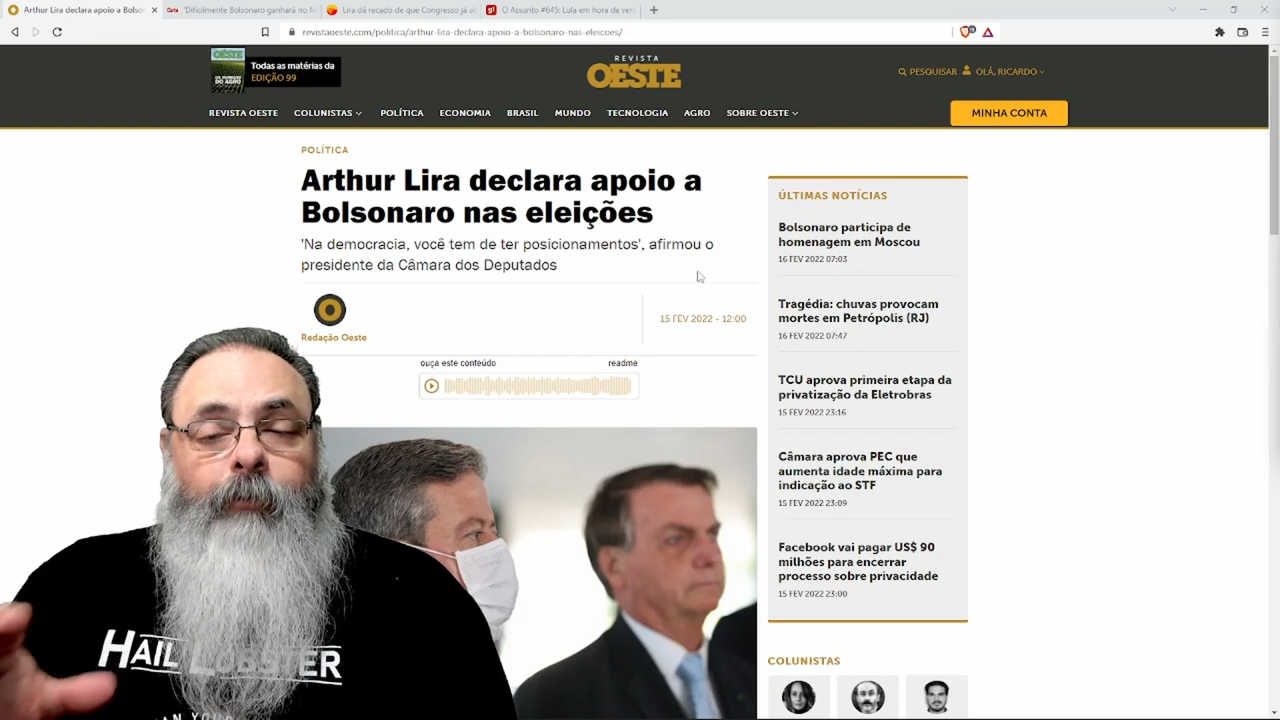 Arthur Lira declara apoio a Bolso
'Dificilmente Bolsonaro ganhará no N
Lira dá recado de que Congresso já a
O Assunto #645: Lula em hora de ven
revistaoeste.com/politica/arthur-lira-declara-apoio-a-bolsonaro-nas-eleicoes/
Todas as matérias da
EDIÇÃO 99
REVISTA
OESTE
PESQUISAR
OLÁ, RICARDO
REVISTA OESTE
COLUNISTAS
POLÍTICA
ECONOMIA
BRASIL
MUNDO
TECNOLOGIA
AGRO
SOBRE OESTE
MINHA CONTA
POLÍTICA
Arthur Lira declara apoio a
Bolsonaro nas eleições
'Na democracia, você tem de ter posicionamentos', afirmou o
presidente da Câmara dos Deputados
Redação Oeste
15 FEV 2022 - 12:00
ouça este conteúdo
readme
ÚLTIMAS NOTÍCIAS
Bolsonaro participa de
homenagem em Moscou
16 FEV 2022 07:03
Tragédia: chuvas provocam
mortes em Petrópolis (RJ)
16 FEV 2022 07:47
TCU aprova primeira etapa da
privatização da Eletrobras
15 FEV 2022 23:16
Câmara aprova PEC que
aumenta idade máxima para
indicação ao STF
15 FEV 2022 23:09
Facebook vai pagar US$ 90
milhões para encerrar
processo sobre privacidade
15 FEV 2022 23:00
COLUNISTAS
HAIL LOBSTER